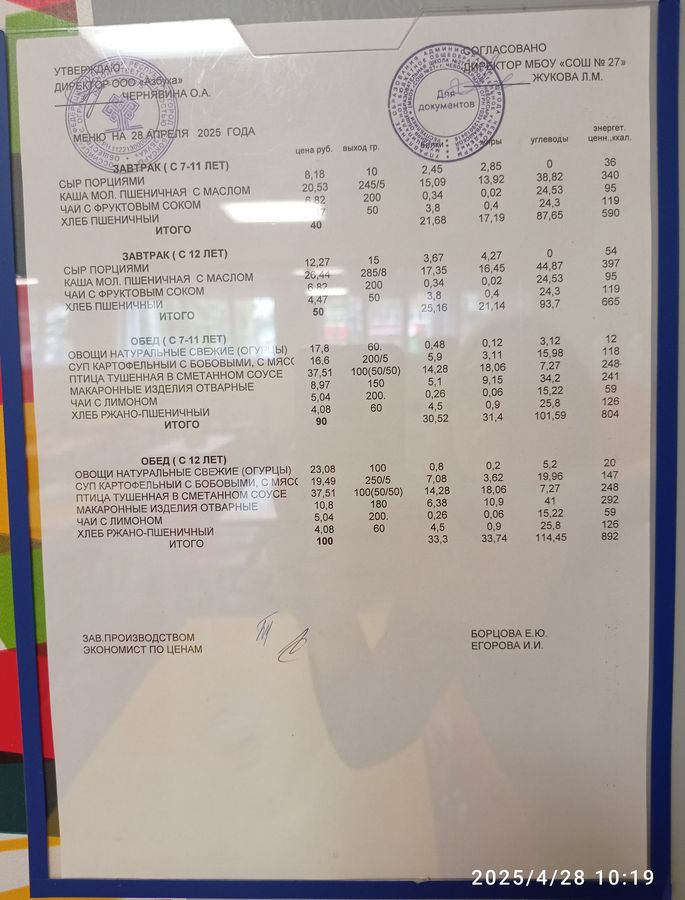 УТВЕРЖДАЮ
ДИРЕКТОР ООО «Азбука»
ЧЕРНЯВИНА О.А.
СОГЛАСОВАНО
ДИРЕКТОР МБОУ «СОШ № 27»
ЖУКОВА Л.М.
Для документов
МЕНЮ НА 28 АПРЕЛЯ 2025 ГОДА
цена руб. выход гр. белки жиры углеводы энергет. ценн.,ккал.
ЗАВТРАК ( С 7-11 ЛЕТ)
СЫР ПОРЦИЯМИ 8,18 10 2,45 2,85 0 36
КАША МОЛ. ПШЕНИЧНАЯ С МАСЛОМ 20,53 245/5 15,09 13,92 38,82 340
ЧАЙ С ФРУКТОВЫМ СОКОМ 6,82 200 0,34 0,02 24,53 95
ХЛЕБ ПШЕНИЧНЫЙ 50 3,8 0,4 24,3 119
ИТОГО 40 21,68 17,19 87,65 590
ЗАВТРАК ( С 12 ЛЕТ)
СЫР ПОРЦИЯМИ 12,27 15 3,67 4,27 0 54
КАША МОЛ. ПШЕНИЧНАЯ С МАСЛОМ 26,44 285/8 17,35 16,45 44,87 397
ЧАЙ С ФРУКТОВЫМ СОКОМ 6,82 200 0,34 0,02 24,53 95
ХЛЕБ ПШЕНИЧНЫЙ 4,47 50 3,8 0,4 24,3 119
ИТОГО 50 25,16 21,14 93,7 665
ОБЕД ( С 7-11 ЛЕТ)
ОВОЩИ НАТУРАЛЬНЫЕ СВЕЖИЕ (ОГУРЦЫ) 17,8 60. 0,48 0,12 3,12 12
СУП КАРТОФЕЛЬНЫЙ С БОБОВЫМИ, С МЯСС 16,6 200/5 5,9 3,11 15,98 118
ПТИЦА ТУШЕННАЯ В СМЕТАННОМ СОУСЕ 37,51 100(50/50) 14,28 18,06 7,27 248
МАКАРОННЫЕ ИЗДЕЛИЯ ОТВАРНЫЕ 8,97 150 5,1 9,15 34,2 241
ЧАЙ С ЛИМОНОМ 5,04 200. 0,26 0,06 15,22 59
ХЛЕБ РЖАНО-ПШЕНИЧНЫЙ 4,08 60 4,5 0,9 25,8 126
ИТОГО 90 30,52 31,4 101,59 804
ОБЕД ( С 12 ЛЕТ)
ОВОЩИ НАТУРАЛЬНЫЕ СВЕЖИЕ (ОГУРЦЫ) 23,08 100 0,8 0,2 5,2 20
СУП КАРТОФЕЛЬНЫЙ С БОБОВЫМИ, С МЯСС 19,49 250/5 7,08 3,62 19,96 147
ПТИЦА ТУШЕННАЯ В СМЕТАННОМ СОУСЕ 37,51 100(50/50) 14,28 18,06 7,27 248
МАКАРОННЫЕ ИЗДЕЛИЯ ОТВАРНЫЕ 10,8 180 6,38 10,9 41 292
ЧАЙ С ЛИМОНОМ 5,04 200. 0,26 0,06 15,22 59
ХЛЕБ РЖАНО-ПШЕНИЧНЫЙ 4,08 60 4,5 0,9 25,8 126
ИТОГО 100 33,3 33,74 114,45 892
ЗАВ.ПРОИЗВОДСТВОМ БОРЦОВА Е.Ю.
ЭКОНОМИСТ ПО ЦЕНАМ ЕГОРОВА И.И.
2025/4/28 10:19